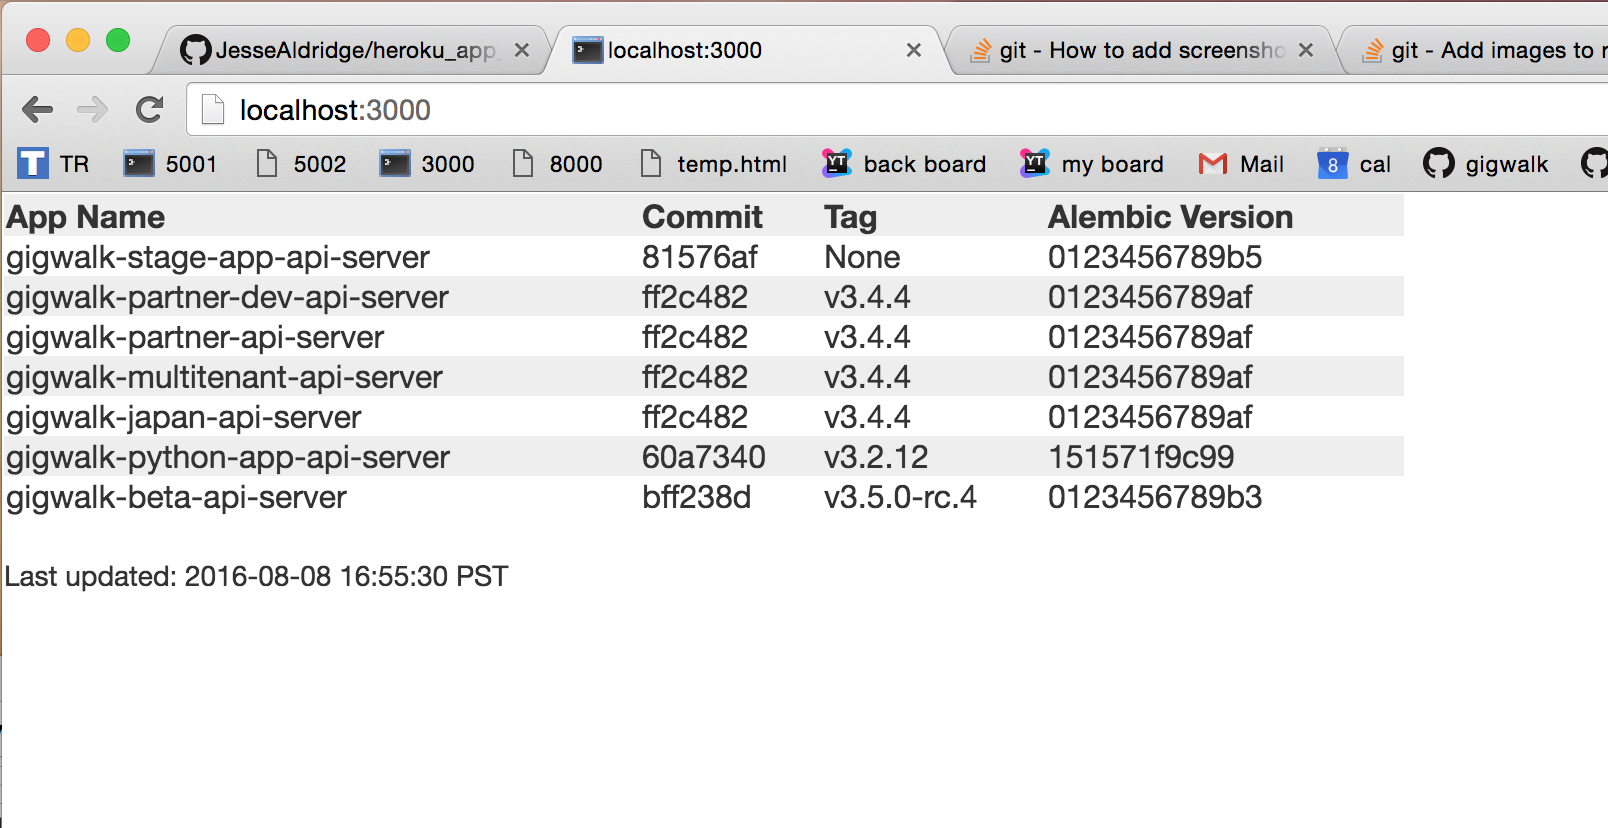 JesseAldridge/heroku_app_ localhost:3000 git - How to add screensho git - Add images to r
localhost:3000
TR 5001 5002 3000 8000 temp.html back board my board Mail 8 cal gigwalk
App Name Commit Tag Alembic Version
gigwalk-stage-app-api-server 81576af None 0123456789b5
gigwalk-partner-dev-api-server ff2c482 v3.4.4 0123456789af
gigwalk-partner-api-server ff2c482 v3.4.4 0123456789af
gigwalk-multitenant-api-server ff2c482 v3.4.4 0123456789af
gigwalk-japan-api-server ff2c482 v3.4.4 0123456789af
gigwalk-python-app-api-server 60a7340 v3.2.12 151571f9c99
gigwalk-beta-api-server bff238d v3.5.0-rc.4 0123456789b3
Last updated: 2016-08-08 16:55:30 PST